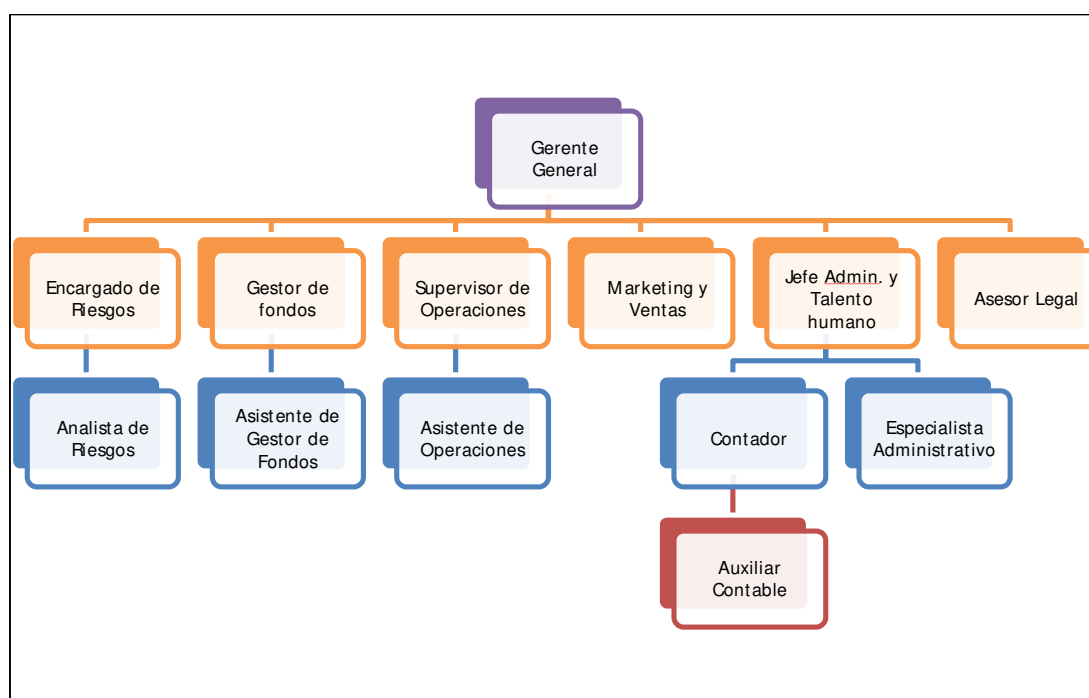 Gerente
General
Encargado de
Riesgos
Gestor de
fondos
Supervisor de
Operaciones
Marketing y
Ventas
Jefe Admin. y
Talento
humano
Asesor Legal
Analista de
Riesgos
Asistente de
Gestor de
Fondos
Asistente de
Operaciones
Contador
Especialista
Administrativo
Auxiliar
Contable